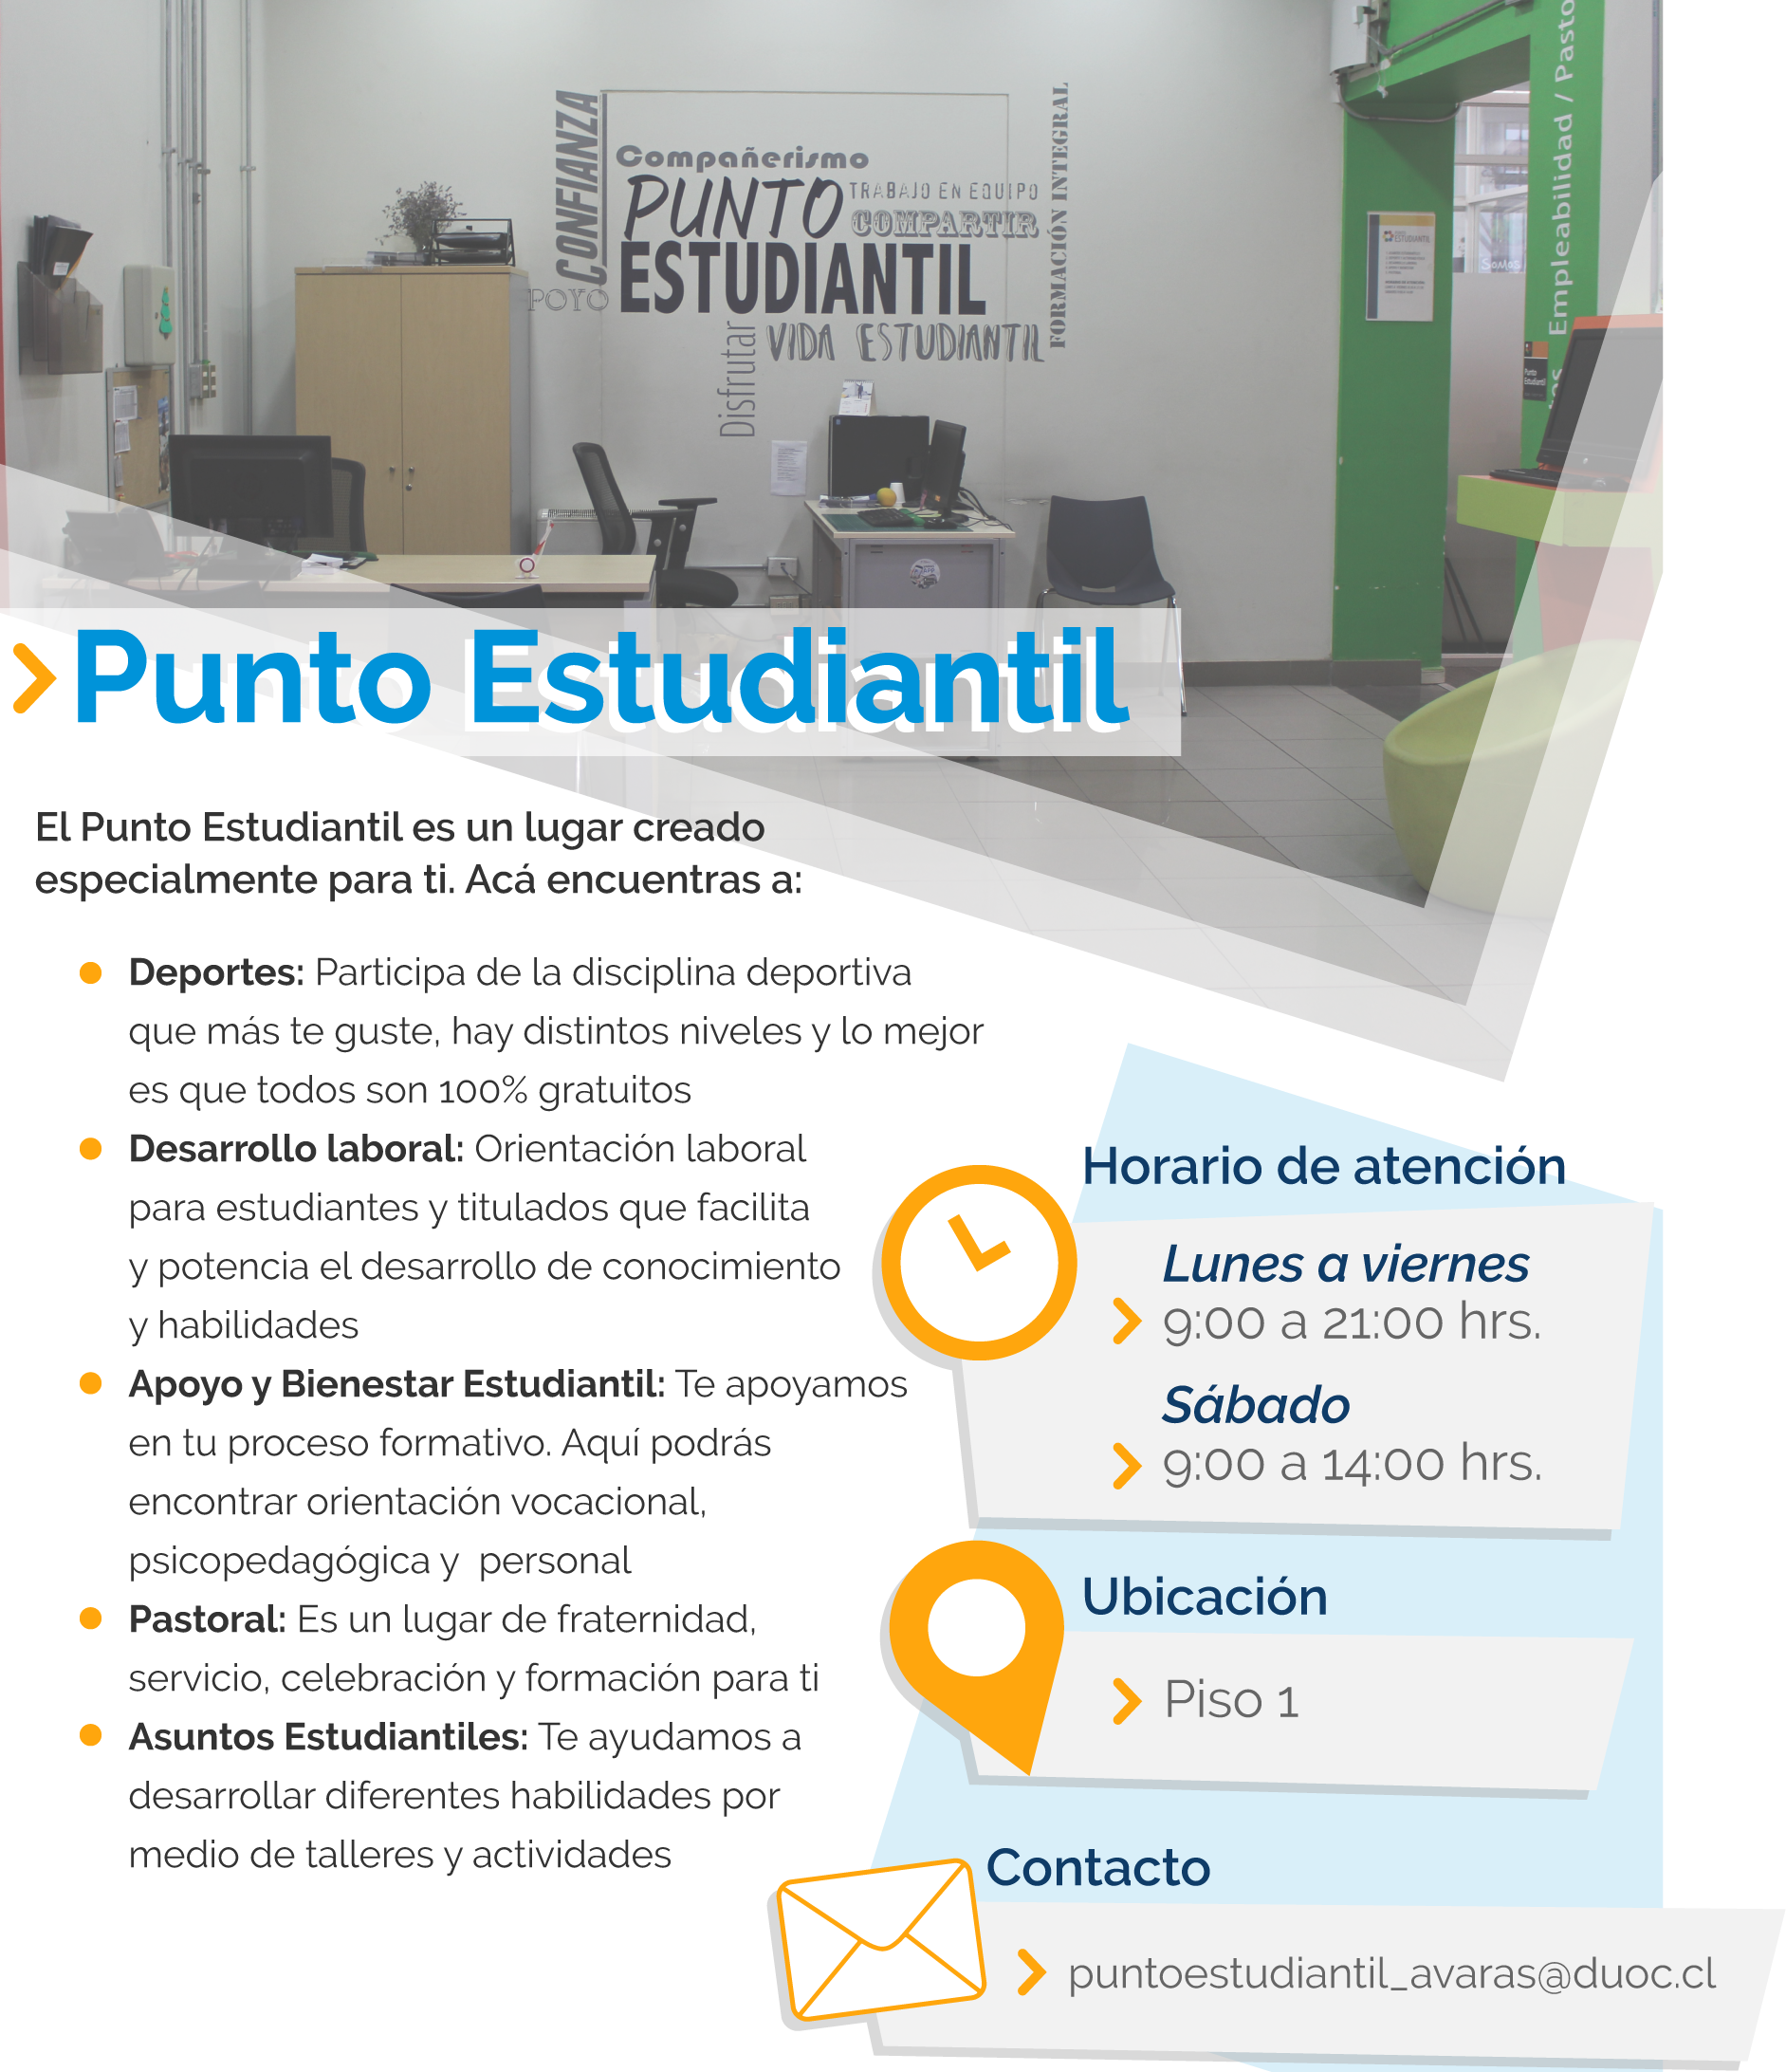 CONFIANZA
Compañerismo
PUNTO
TRABAJO EN EQUIPO
COMPARTIR
ESTUDIANTIL
POYO
FORMACIÓN INTEGRAL
VIDA ESTUDIANTIL
Disfrutar
Empleabilidad / Pasto
ESTUDIANTIL
Somos
Punto
Estudiantil
Punto Estudiantil
El Punto Estudiantil es un lugar creado
especialmente para ti. Acá encuentras a:
Deportes: Participa de la disciplina deportiva
que más te guste, hay distintos niveles y lo mejor
es que todos son 100% gratuitos
Desarrollo laboral: Orientación laboral
para estudiantes y titulados que facilita
y potencia el desarrollo de conocimiento
y habilidades
Apoyo y Bienestar Estudiantil: Te apoyamos
en tu proceso formativo. Aquí podrás
encontrar orientación vocacional,
psicopedagógica y  personal
Pastoral: Es un lugar de fraternidad,
servicio, celebración y formación para ti
Asuntos Estudiantiles: Te ayudamos a
desarrollar diferentes habilidades por
medio de talleres y actividades
Horario de atención
Lunes a viernes
9:00 a 21:00 hrs.
Sábado
9:00 a 14:00 hrs.
Ubicación
Piso 1
Contacto
puntoestudiantil_avaras@duoc.cl